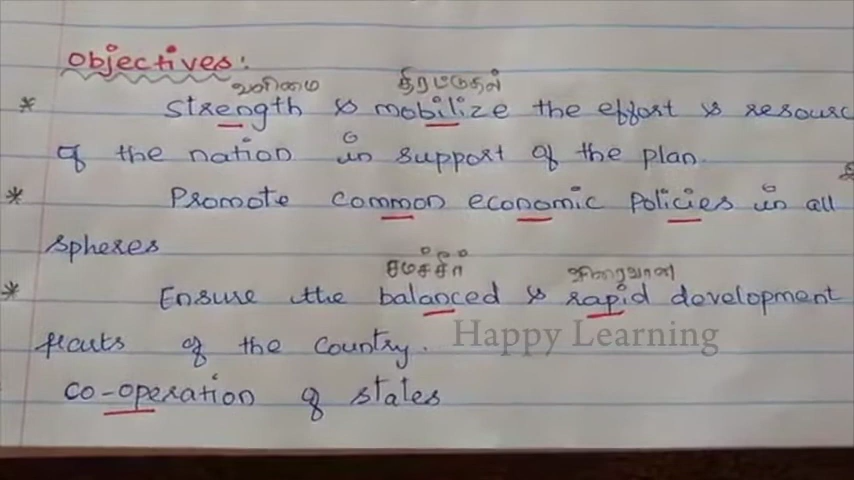 Objectives:
வலிமை திரட்டுதல்
* Strength & mobilize the effort & resourc
of the nation in support of the plan.
* Promote common economic policies in all
spheres
சமச்சீர் விரைவான
* Ensure the balanced & rapid development
of the country.
Happy Learning
co-operation of states